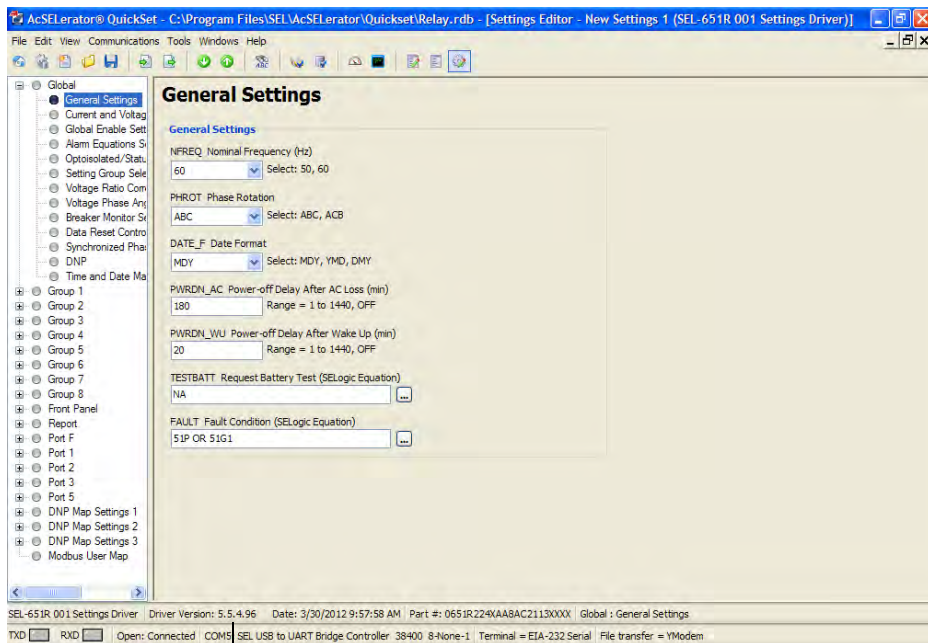 AcSELerator® QuickSet - C:\Program Files\SEL\AcSELerator\Quickset\Relay.rdb - [Settings Editor - New Settings 1 (SEL-651R 001 Settings Driver)]
File Edit View Communications Tools Windows Help
Global
General Settings
Current and Voltag
Global Enable Sett
Alarm Equations S
Optoisolated/Statu
Setting Group Sele
Voltage Ratio Corr
Voltage Phase Ang
Breaker Monitor Se
Data Reset Contro
Synchronized Pha
DNP
Time and Date Ma
Group 1
Group 2
Group 3
Group 4
Group 5
Group 6
Group 7
Group 8
Front Panel
Report
Port F
Port 1
Port 2
Port 3
Port 5
DNP Map Settings 1
DNP Map Settings 2
DNP Map Settings 3
Modbus User Map
General Settings
General Settings
NFREQ Nominal Frequency (Hz)
60 Select: 50, 60
PHROT Phase Rotation
ABC Select: ABC, ACB
DATE_F Date Format
MDY Select: MDY, YMD, DMY
PWRDN_AC Power-off Delay After AC Loss (min)
180 Range = 1 to 1440, OFF
PWRDN_WU Power-off Delay After Wake Up (min)
20 Range = 1 to 1440, OFF
TESTBATT Request Battery Test (SELogic Equation)
NA ...
FAULT Fault Condition (SELogic Equation)
51P OR 51G1 ...
SEL-651R 001 Settings Driver Driver Version: 5.5.4.96 Date: 3/30/2012 9:57:58 AM Part #: 0651R224XAA8AC2113XXXX Global : General Settings
TXD RXD Open: Connected COM5 SEL USB to UART Bridge Controller 38400 8-None-1 Terminal = EIA-232 Serial File transfer = YModem